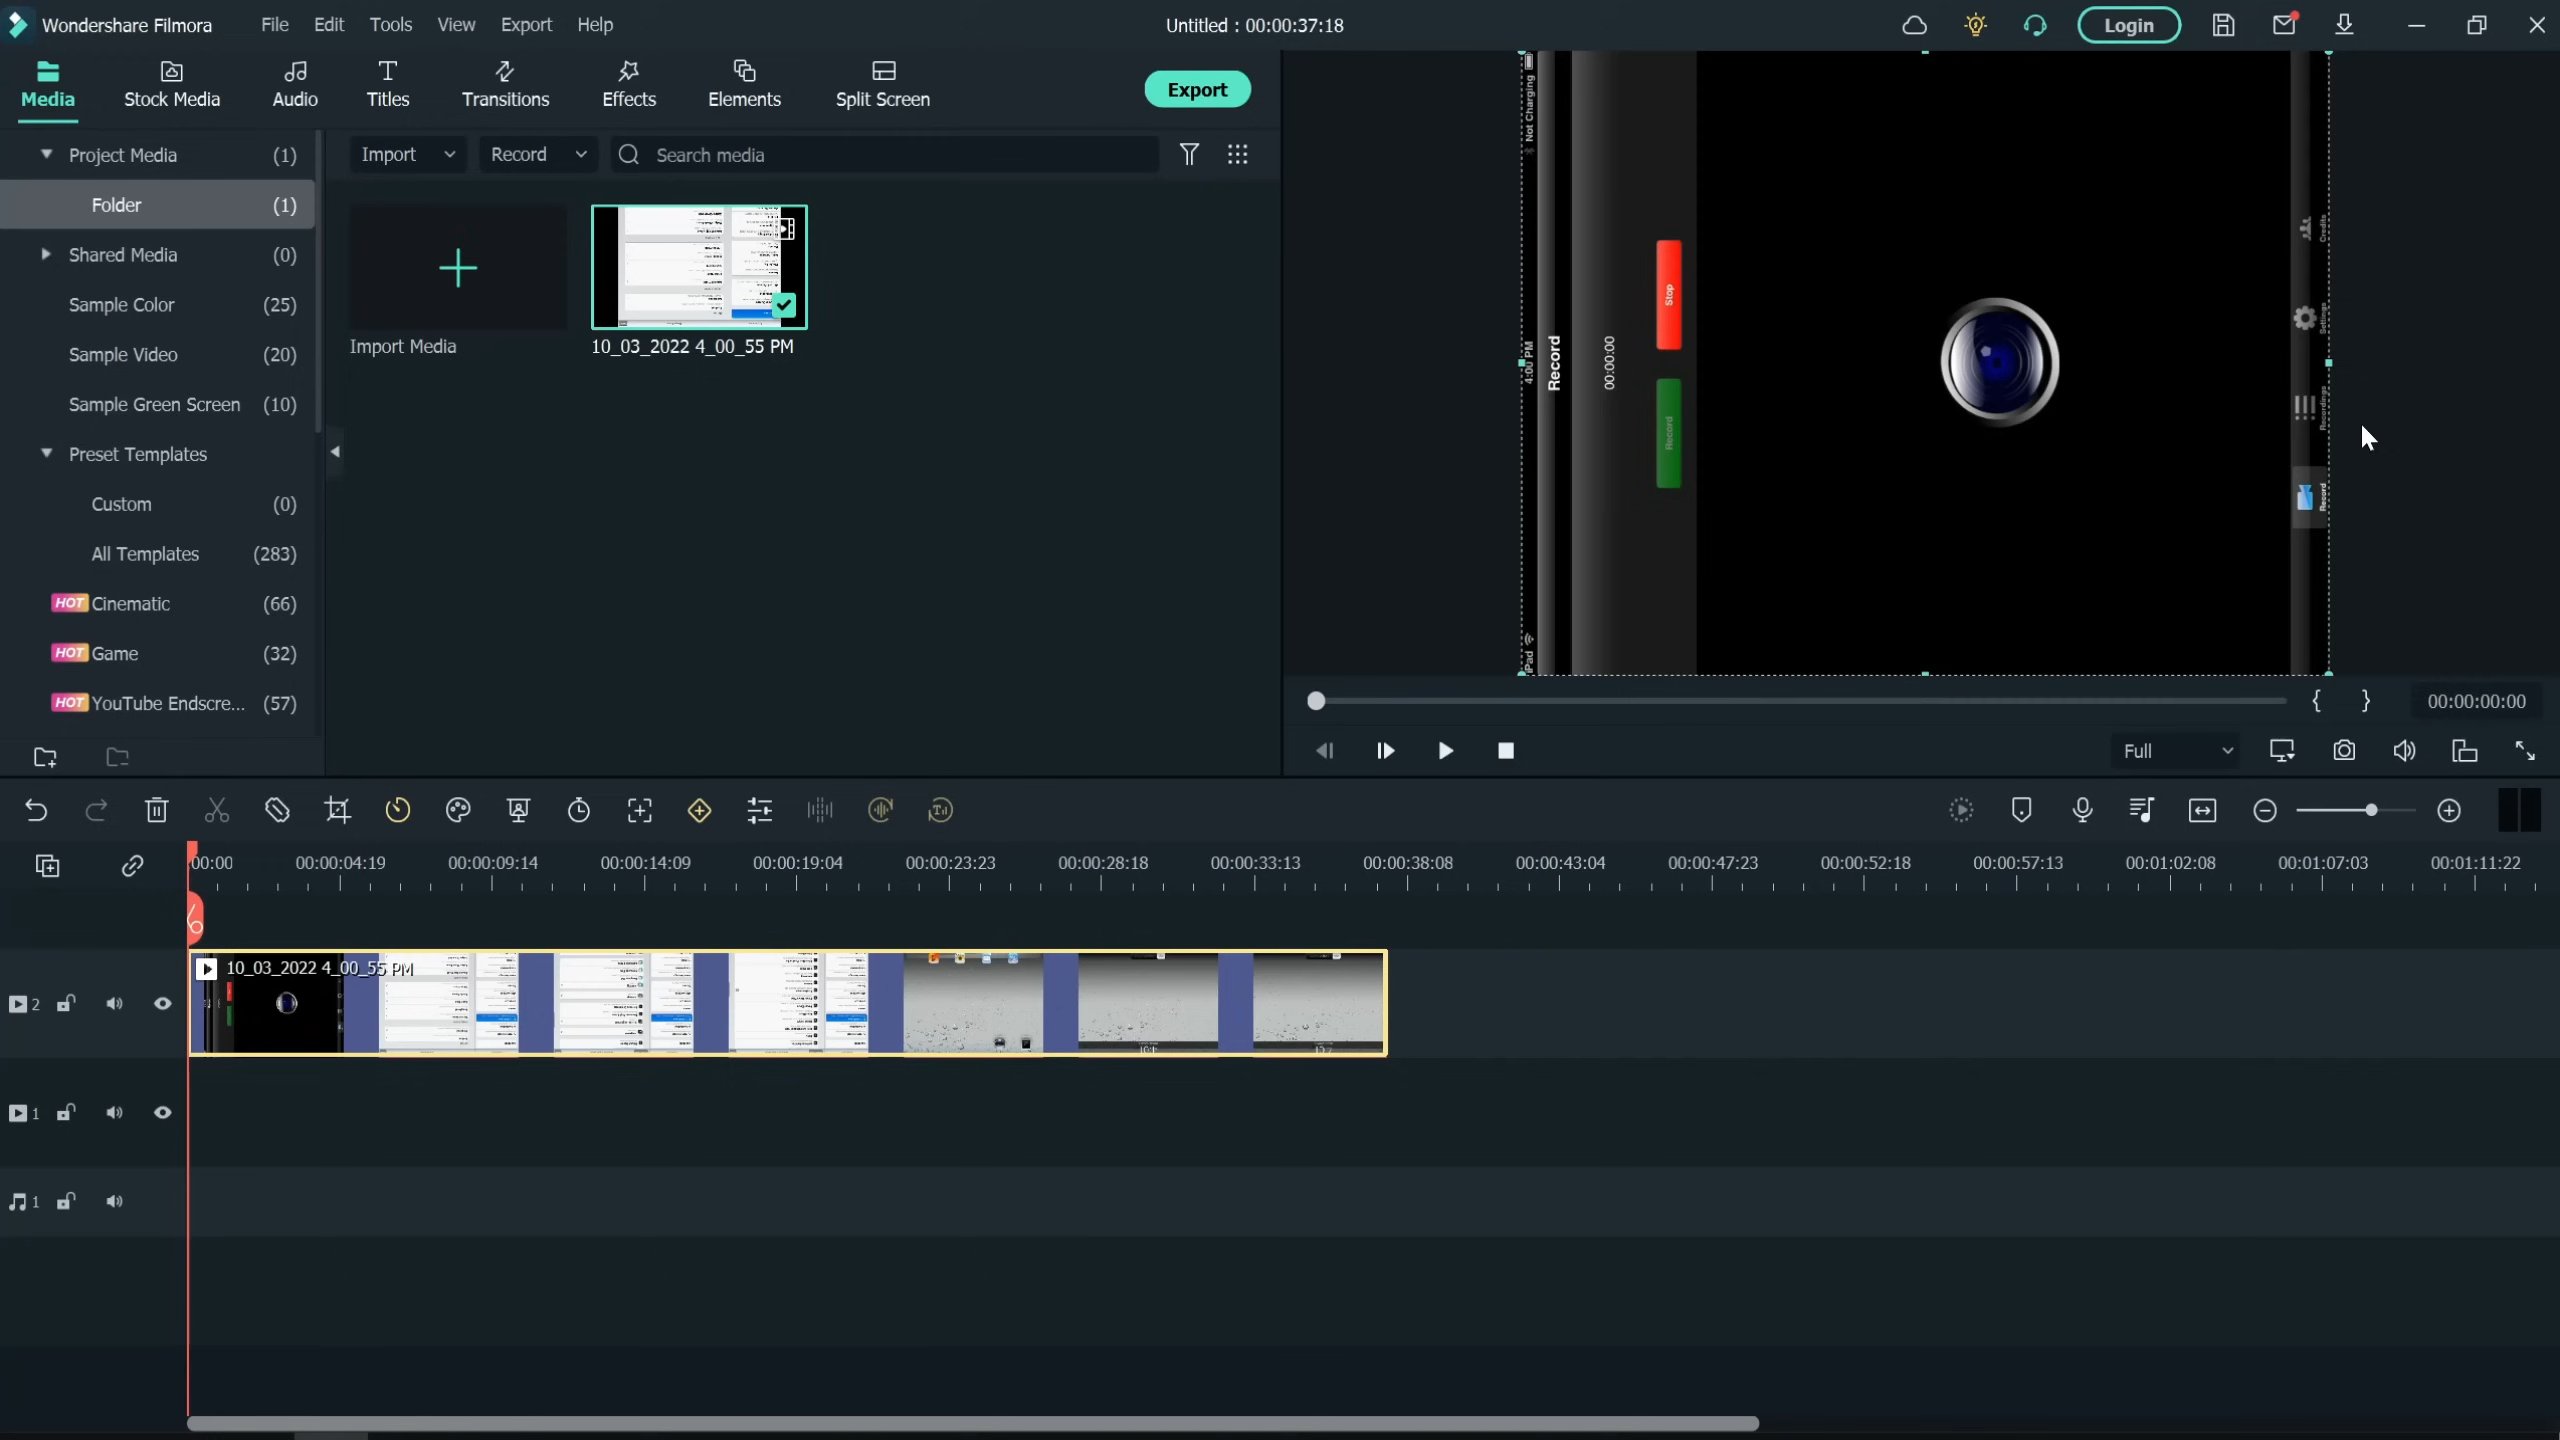 Wondershare Filmora File Edit Tools View Export Help Untitled : 00:00:37:18 Login
Media Stock Media Audio Titles Transitions Effects Elements Split Screen Export
Project Media (1)
Folder (1)
Shared Media (0)
Sample Color (25)
Sample Video (20)
Sample Green Screen (10)
Preset Templates
Custom (0)
All Templates (283)
HOT Cinematic (66)
HOT Game (32)
HOT YouTube Endscre... (57)
Import Record Search media
Import Media
10_03_2022 4_00_55 PM
iPad
4:00 PM
Not Charging
Record
00:00:00
Record
Stop
Record
Recordings
Settings
Credits
{ } 00:00:00:00
Full
00:00 00:00:04:19 00:00:09:14 00:00:14:09 00:00:19:04 00:00:23:23 00:00:28:18 00:00:33:13 00:00:38:08 00:00:43:04 00:00:47:23 00:00:52:18 00:00:57:13 00:01:02:08 00:01:07:03 00:01:11:22
10_03_2022 4_00_55 PM
2
1
1